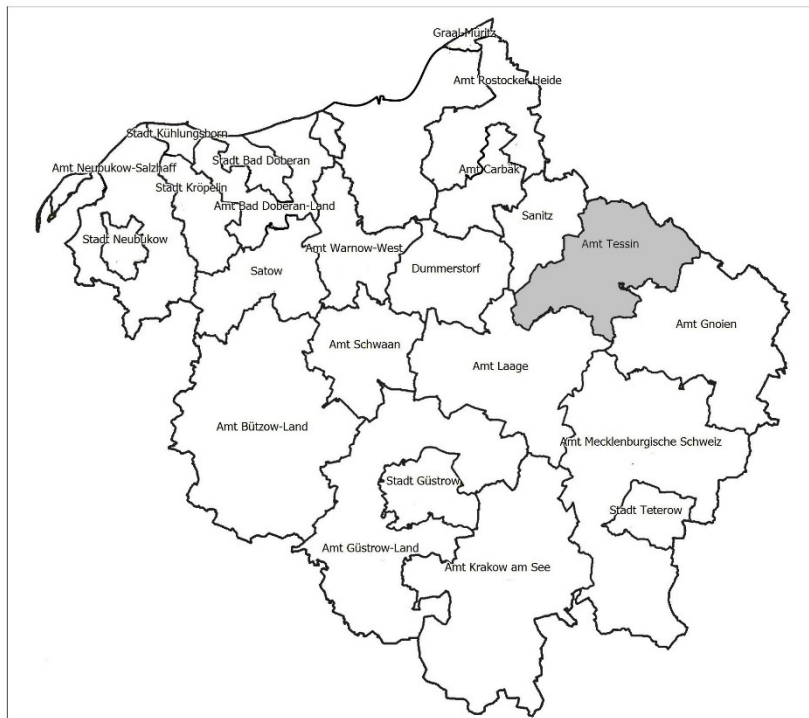 Graal-Müritz
Amt Rostocker Heide
Stadt Kühlungsborn
Stadt Bad Doberan
Amt Neubukow-Salzhaff
Amt Carbäk
Stadt Kröpelin
Amt Bad Doberan-Land
Sanitz
Stadt Neubukow
Amt Tessin
Amt Warnow-West
Satow
Dummerstorf
Amt Gnoien
Amt Schwaan
Amt Laage
Amt Bützow-Land
Amt Mecklenburgische Schweiz
Stadt Güstrow
Stadt Teterow
Amt Güstrow-Land
Amt Krakow am See